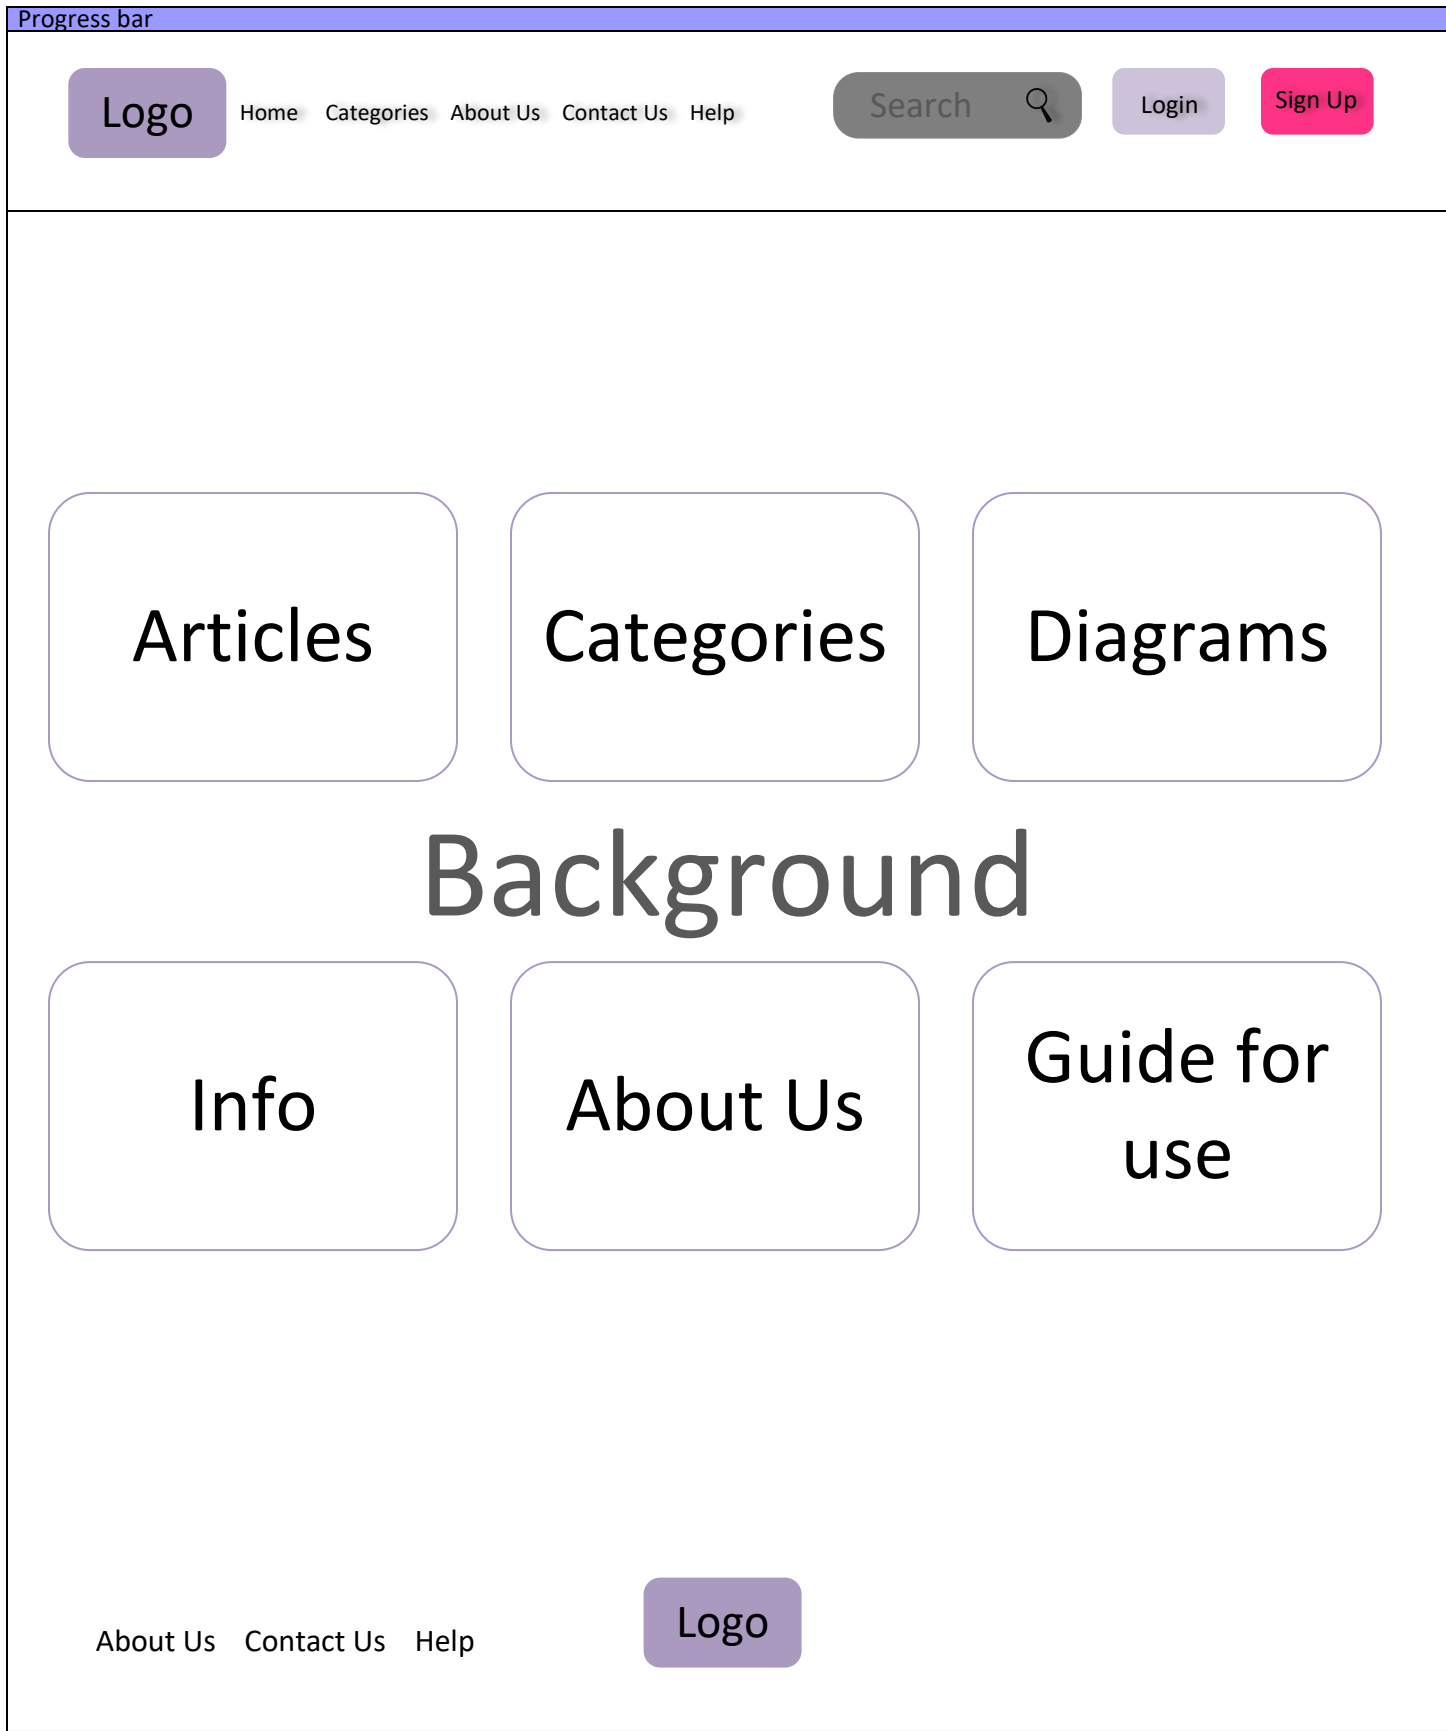 Progress bar
Logo
Home Categories About Us Contact Us Help
Search
Login
Sign Up
Articles
Categories
Diagrams
Background
Info
About Us
Guide for
use
About Us Contact Us Help
Logo